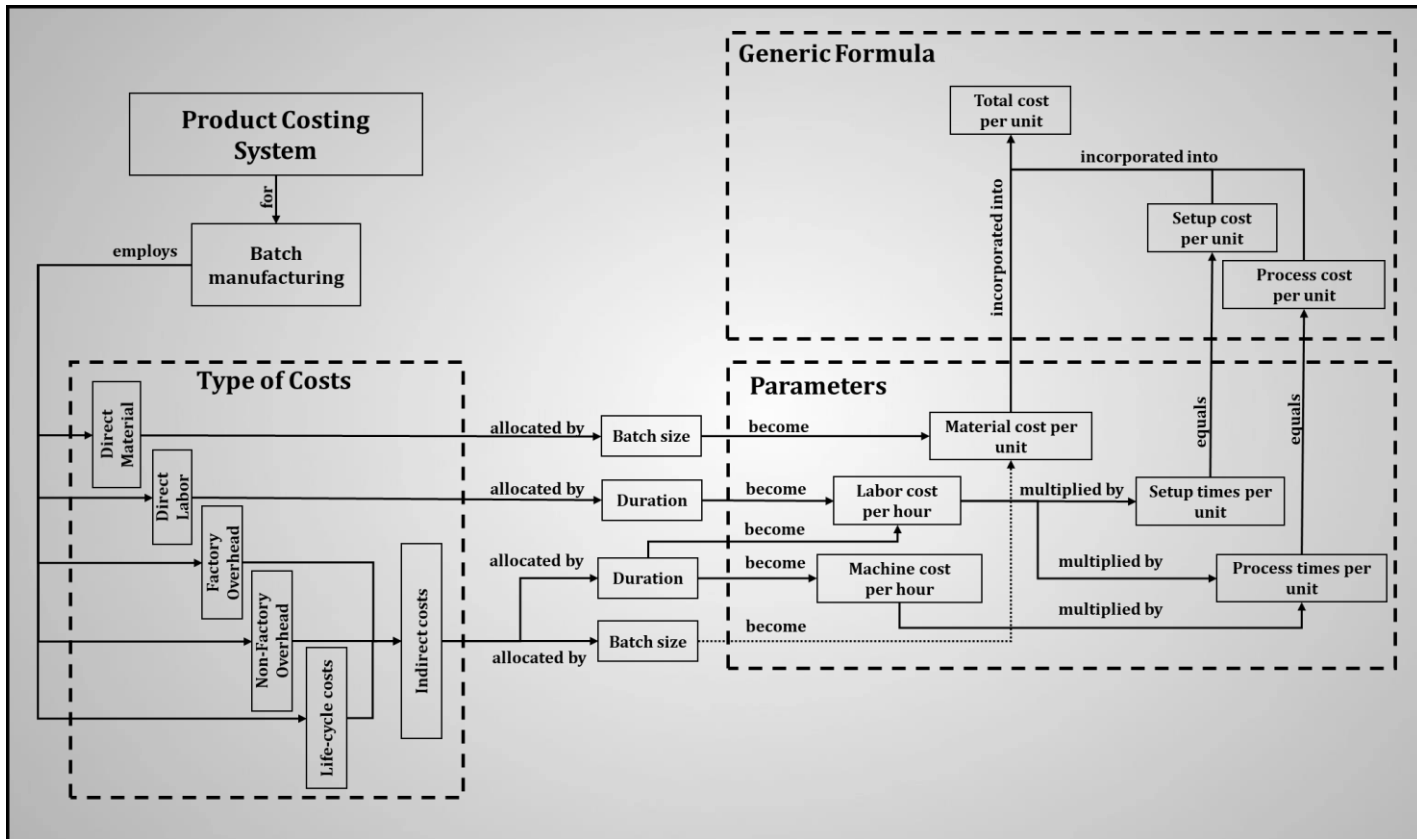 Generic Formula
Product Costing
System
Total cost
per unit
incorporated into
for
incorporated into
Setup cost
per unit
employs
Batch
manufacturing
Process cost
per unit
Type of Costs
Parameters
Direct
Material
allocated by
Batch size
become
Material cost per
unit
equals
equals
Direct
Labor
allocated by
Duration
become
Labor cost
per hour
multiplied by
Setup times per
unit
Factory
Overhead
allocated by
Duration
become
become
Machine cost
per hour
multiplied by
Process times per
unit
Non-Factory
Overhead
Indirect costs
allocated by
Batch size
become
multiplied by
Life-cycle costs